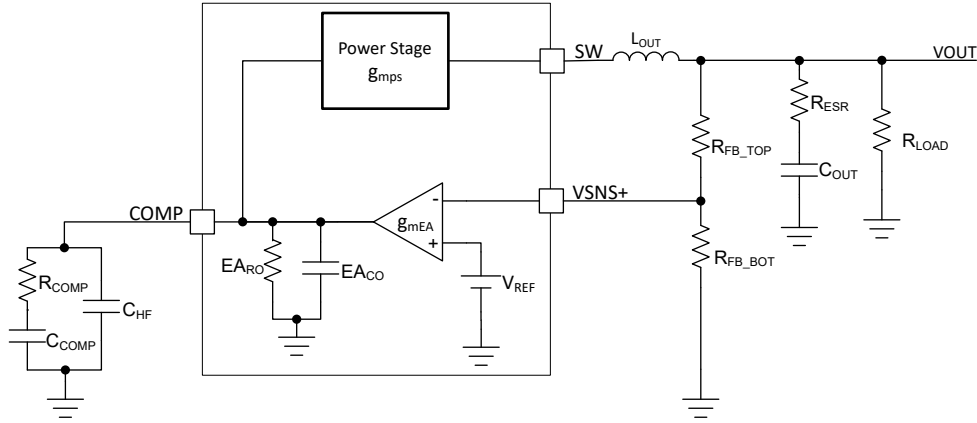 Power Stage
gmps
SW
LOUT
VOUT
RESR
RFB_TOP
COUT
RLOAD
COMP
VSNS+
-
gmEA
+
RCOMP
CHF
CCOMP
EARO
EACO
VREF
RFB_BOT